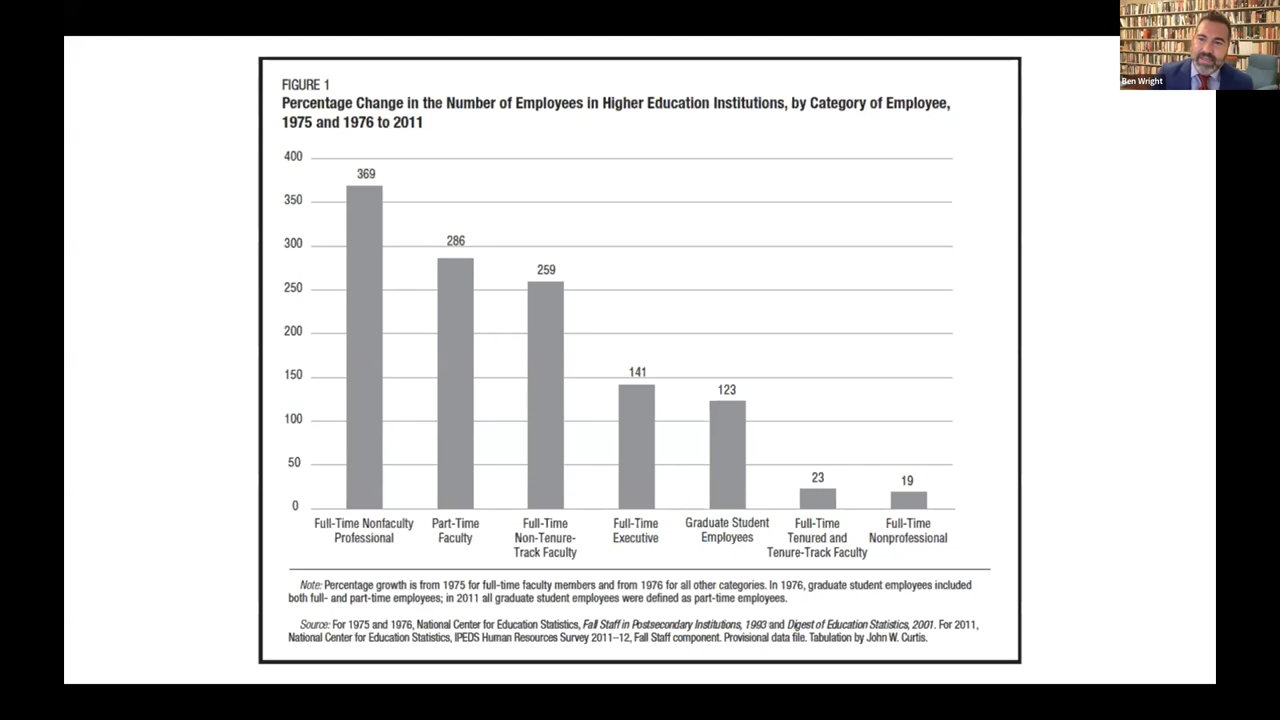 Ben Wright
FIGURE 1
Percentage Change in the Number of Employees in Higher Education Institutions, by Category of Employee,
1975 and 1976 to 2011
400
350
300
250
200
150
100
50
0
369
286
259
141
123
23
19
Full-Time Nonfaculty
Professional
Part-Time
Faculty
Full-Time
Non-Tenure-
Track Faculty
Full-Time
Executive
Graduate Student
Employees
Full-Time
Tenured and
Tenure-Track Faculty
Full-Time
Nonprofessional
Note: Percentage growth is from 1975 for full-time faculty members and from 1976 for all other categories. In 1976, graduate student employees included
both full- and part-time employees; in 2011 all graduate student employees were defined as part-time employees.
Source: For 1975 and 1976, National Center for Education Statistics, Fall Staff in Postsecondary Institutions, 1993 and Digest of Education Statistics, 2001. For 2011,
National Center for Education Statistics, IPEDS Human Resources Survey 2011–12, Fall Staff component. Provisional data file. Tabulation by John W. Curtis.